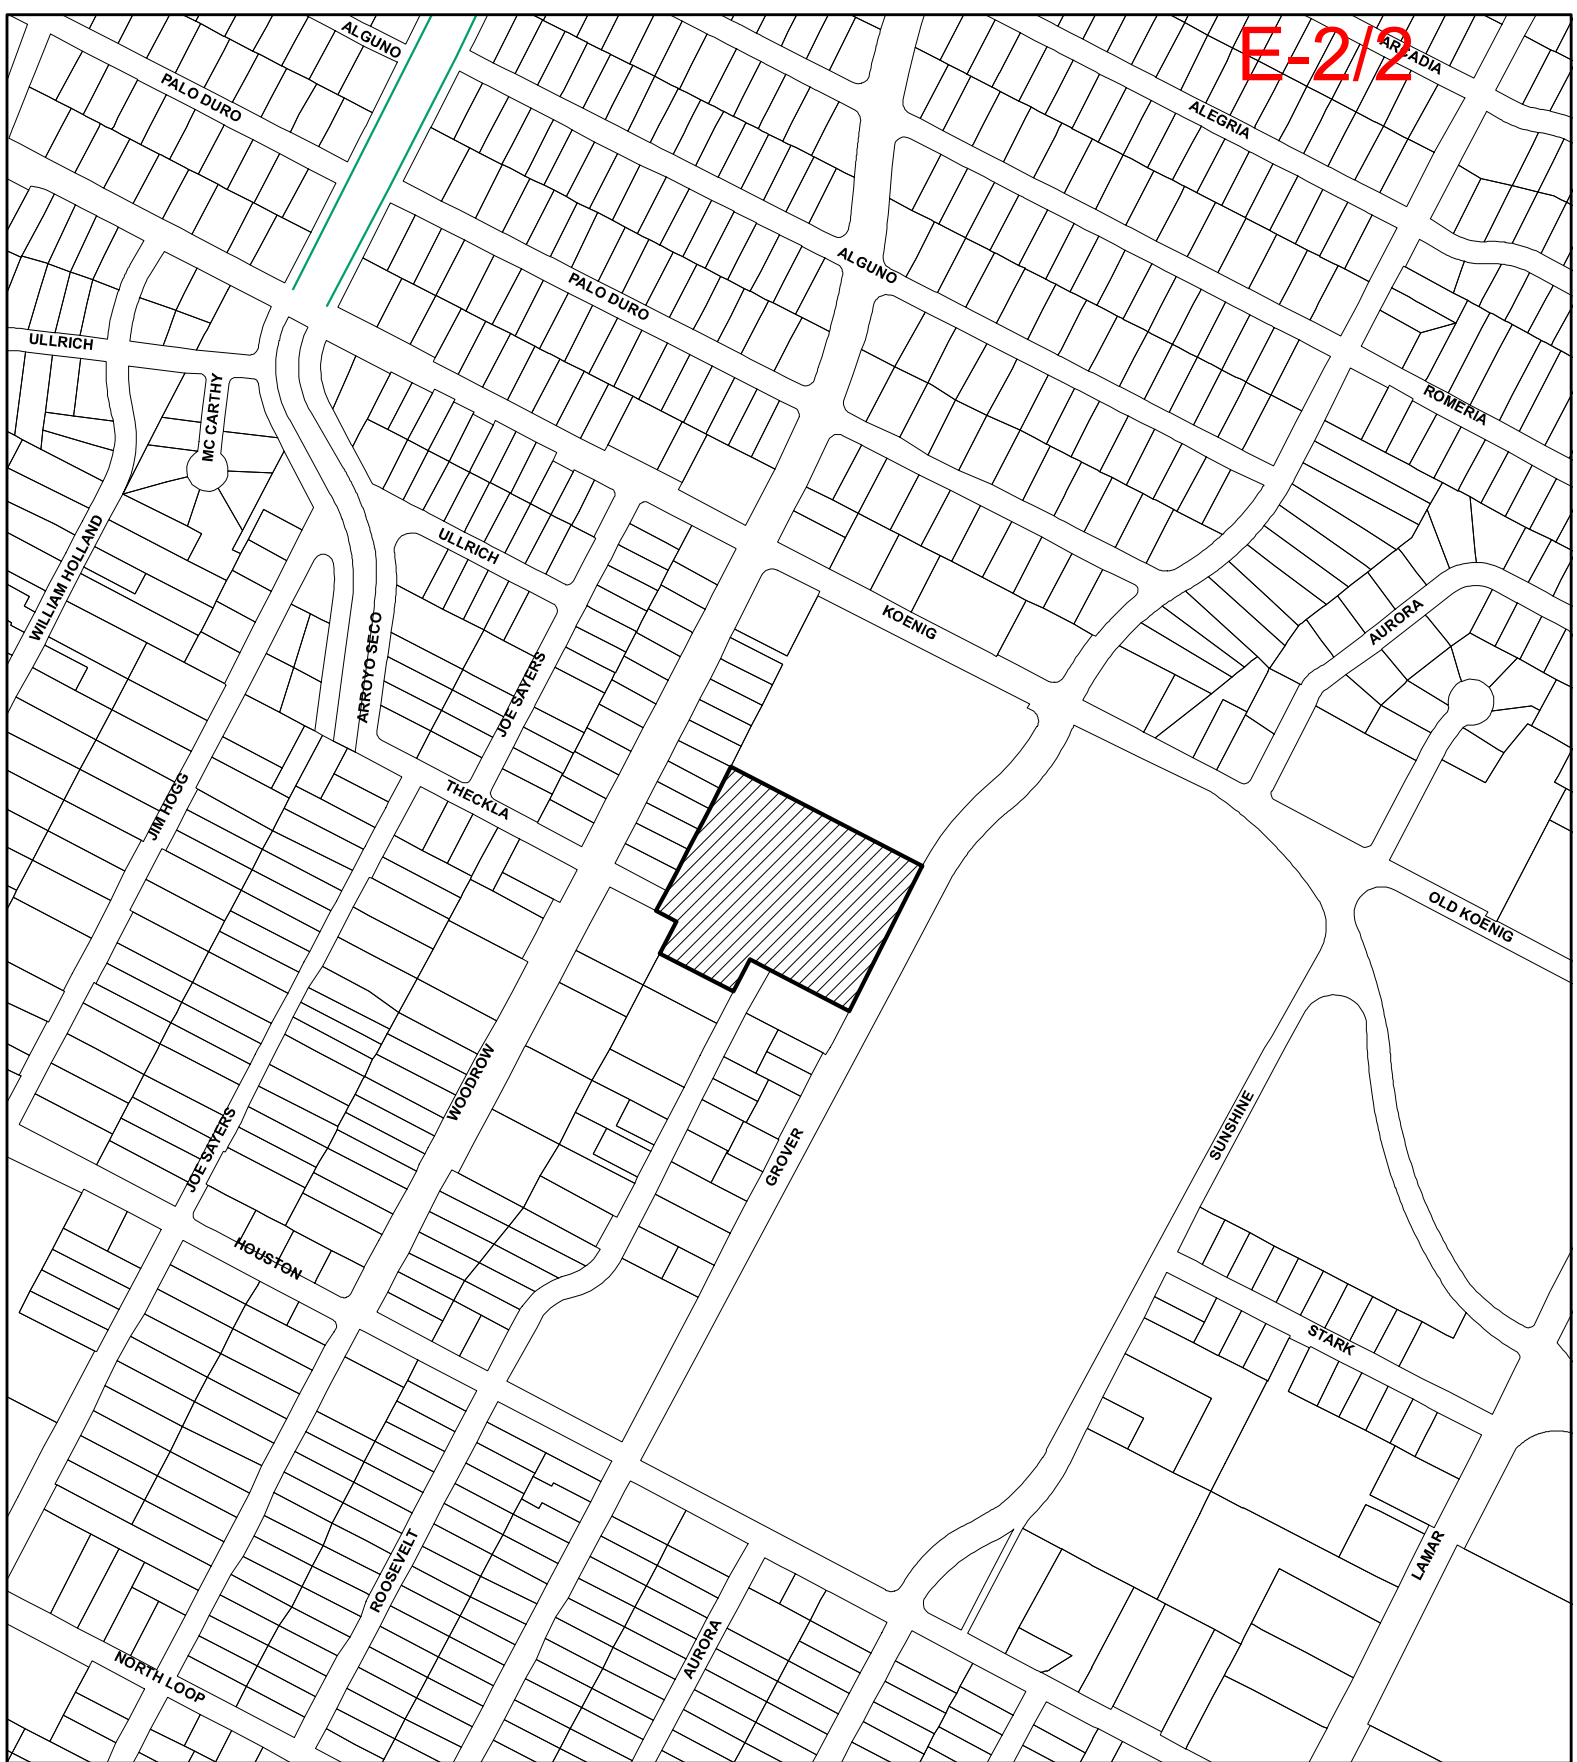 ALGUNO
E-2/2
ARCADIA
PALO DURO
ALEGRIA
ALGUNO
PALO DURO
ULLRICH
MC CARTHY
ROMERIA
ULLRICH
WILLIAM HOLLAND
KOENIG
AURORA
ARROYO SECO
JOE SAYERS
JIM HOGG
THECKLA
OLD KOENIG
WOODROW
JOE SAYERS
GROVER
SUNSHINE
HOUSTON
STARK
ROOSEVELT
LAMAR
AURORA
NORTH LOOP